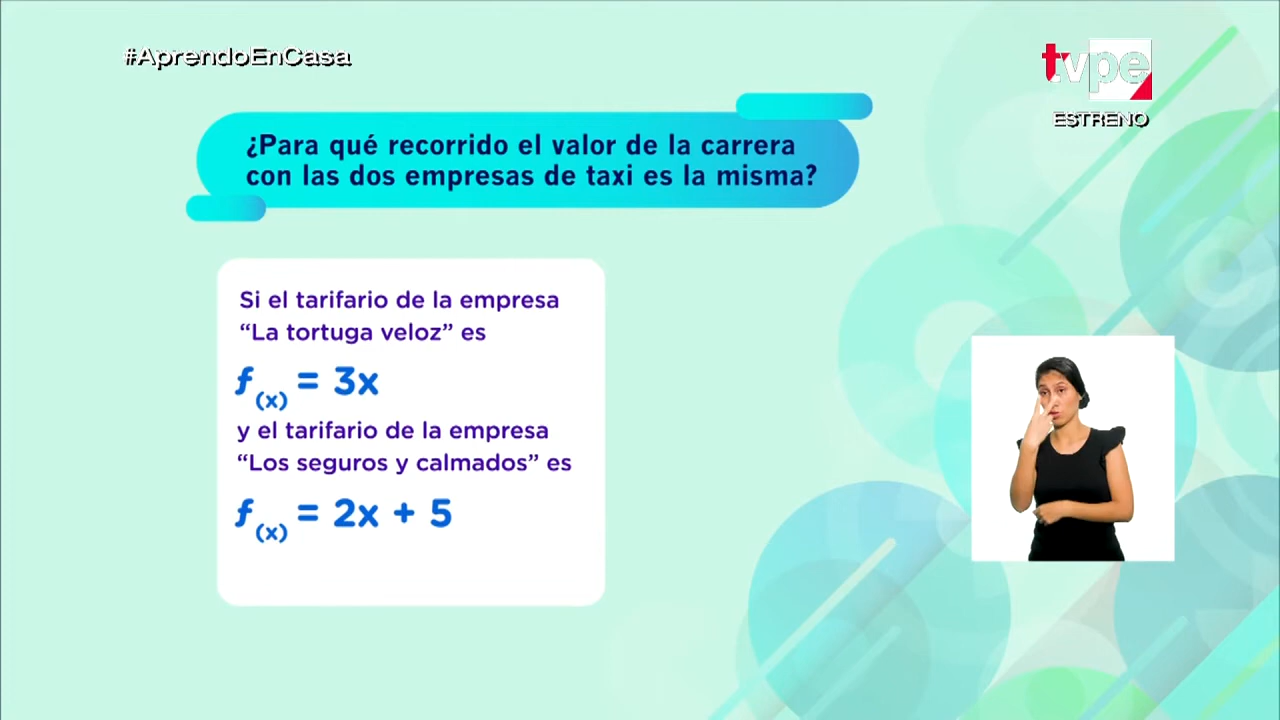 #AprendoEnCasa
tvpe
ESTRENO
¿Para qué recorrido el valor de la carrera
con las dos empresas de taxi es la misma?
Si el tarifario de la empresa
“La tortuga veloz” es
f(x) = 3x
y el tarifario de la empresa
“Los seguros y calmados” es
f(x) = 2x + 5